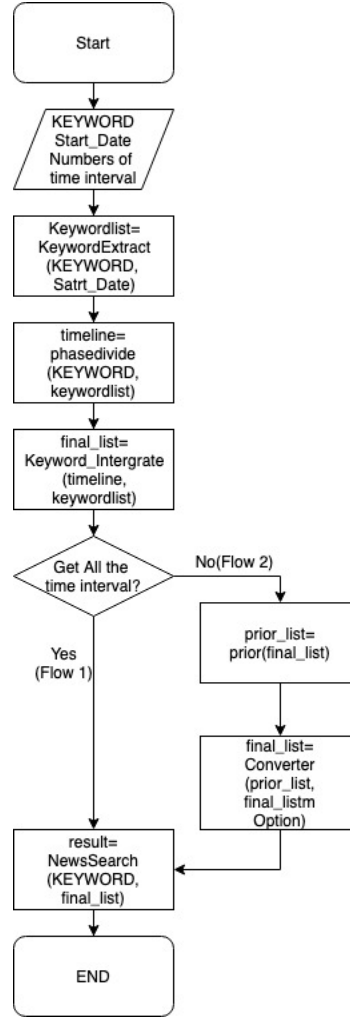 Start
KEYWORD
Start_Date
Numbers of
time interval
Keywordlist=
KeywordExtract
(KEYWORD,
Satrt_Date)
timeline=
phasedivide
(KEYWORD,
keywordlist)
final_list=
Keyword_Intergrate
(timeline,
keywordlist)
Get All the
time interval?
No(Flow 2)
Yes
(Flow 1)
prior_list=
prior(final_list)
final_list=
Converter
(prior_list,
final_listm
Option)
result=
NewsSearch
(KEYWORD,
final_list)
END